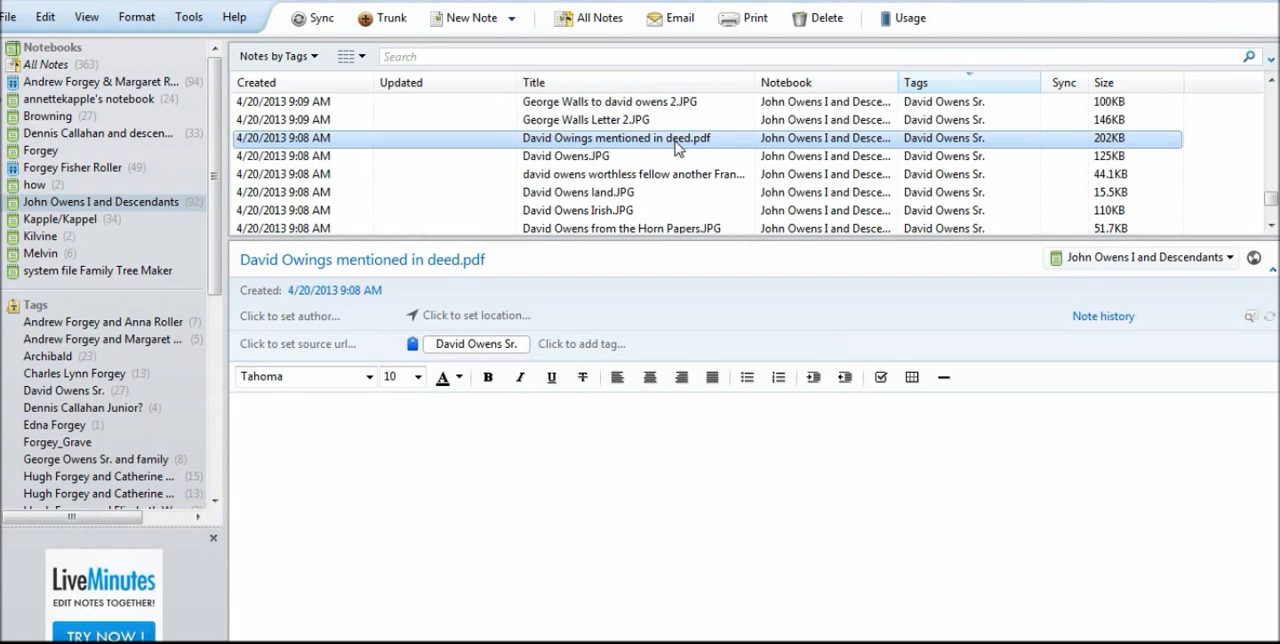 File Edit View Format Tools Help Sync Trunk New Note All Notes Email Print Delete Usage
Notebooks
All Notes (363)
Andrew Forgey & Margaret R... (94)
annettekapple's notebook (24)
Browning (6)
Dennis Callahan and descen... (33)
Forgey
Forgey Fisher Roller (49)
how (2)
John Owens I and Descendants (92)
Kapple/Kappel (34)
Kilvine (2)
Melvin (6)
system file Family Tree Maker
Tags
Andrew Forgey and Anna Roller (7)
Andrew Forgey and Margaret ... (5)
Archibald (23)
Charles Lynn Forgey (13)
David Owens Sr. (27)
Dennis Callahan Junior? (4)
Edna Forgey (1)
Forgey_Grave
George Owens Sr. and family (8)
Hugh Forgey and Catherine ... (15)
Hugh Forgey and Catherine ... (13)
LiveMinutes
EDIT NOTES TOGETHER!
TRY NOW !
Notes by Tags Search
Created Updated Title Notebook Tags Sync Size
4/20/2013 9:09 AM George Walls to david owens 2.JPG John Owens I and Desce... David Owens Sr. 100KB
4/20/2013 9:09 AM George Walls Letter 2.JPG John Owens I and Desce... David Owens Sr. 146KB
4/20/2013 9:08 AM David Owings mentioned in deed.pdf John Owens I and Desce... David Owens Sr. 202KB
4/20/2013 9:08 AM David Owens.JPG John Owens I and Desce... David Owens Sr. 125KB
4/20/2013 9:08 AM david owens worthless fellow another Fran... John Owens I and Desce... David Owens Sr. 44.1KB
4/20/2013 9:08 AM David Owens land.JPG John Owens I and Desce... David Owens Sr. 15.5KB
4/20/2013 9:08 AM David Owens Irish.JPG John Owens I and Desce... David Owens Sr. 110KB
4/20/2013 9:08 AM David Owens from the Horn Papers.JPG John Owens I and Desce... David Owens Sr. 51.7KB
David Owings mentioned in deed.pdf John Owens I and Descendants
Created: 4/20/2013 9:08 AM
Click to set author... Click to set location... Note history
Click to set source url... David Owens Sr. Click to add tag...
Tahoma 10 A B I U T